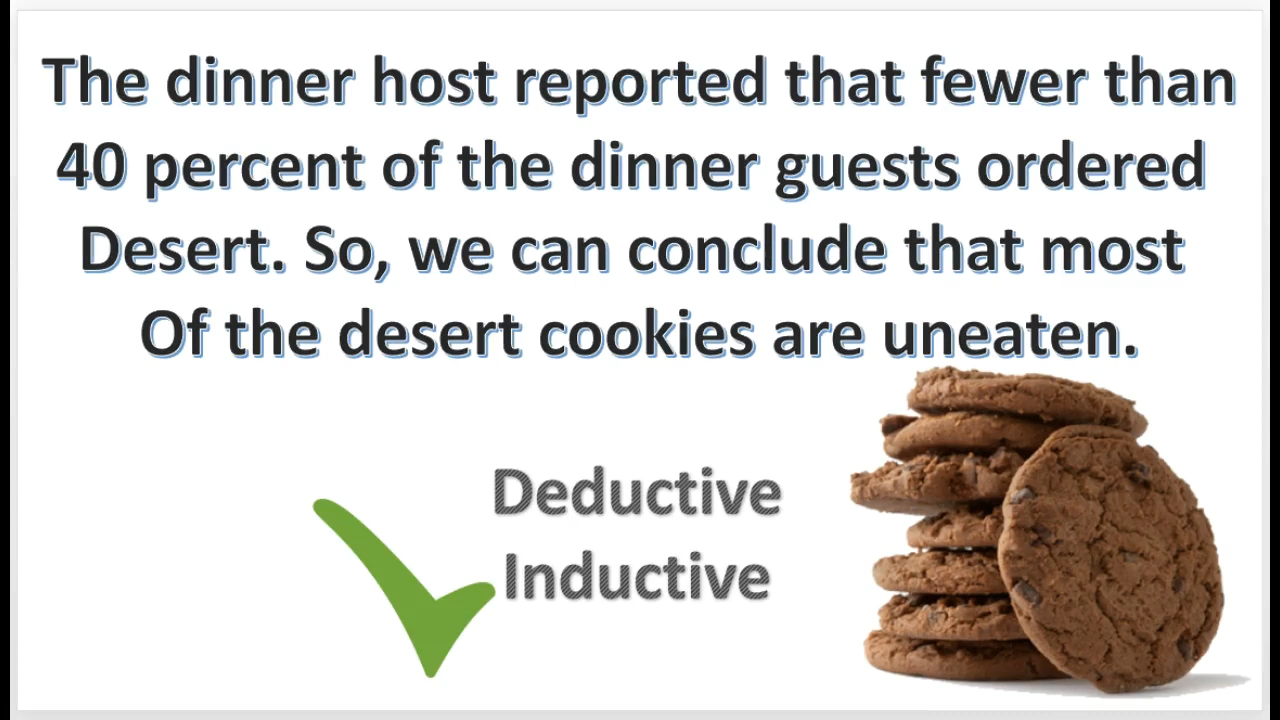 The dinner host reported that fewer than
40 percent of the dinner guests ordered
Desert. So, we can conclude that most
Of the desert cookies are uneaten.
Deductive
Inductive